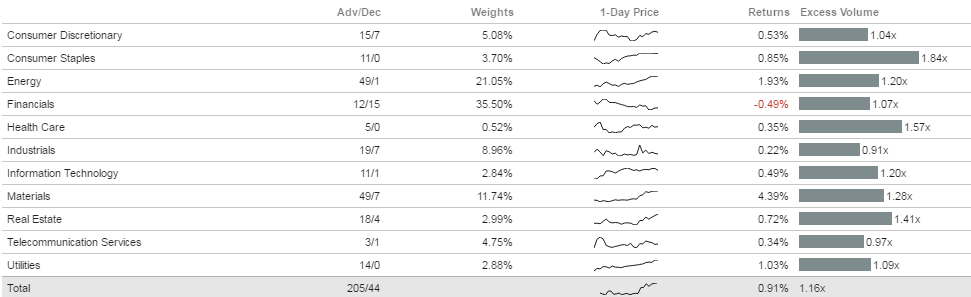 Adv/Dec Weights 1-Day Price Returns Excess Volume
Consumer Discretionary 15/7 5.08% 0.53% 1.04x
Consumer Staples 11/0 3.70% 0.85% 1.84x
Energy 49/1 21.05% 1.93% 1.20x
Financials 12/15 35.50% -0.49% 1.07x
Health Care 5/0 0.52% 0.35% 1.57x
Industrials 19/7 8.96% 0.22% 0.91x
Information Technology 11/1 2.84% 0.49% 1.20x
Materials 49/7 11.74% 4.39% 1.28x
Real Estate 18/4 2.99% 0.72% 1.41x
Telecommunication Services 3/1 4.75% 0.34% 0.97x
Utilities 14/0 2.88% 1.03% 1.09x
Total 205/44 0.91% 1.16x